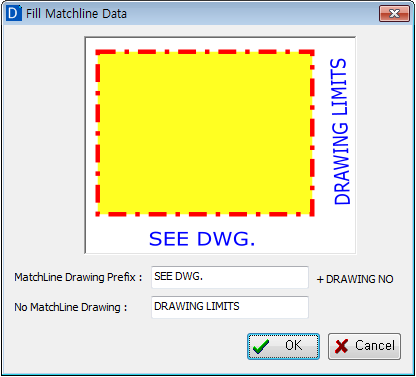 Fill Matchline Data
DRAWING LIMITS
SEE DWG.
MatchLine Drawing Prefix : SEE DWG. + DRAWING NO
No MatchLine Drawing : DRAWING LIMITS
OK Cancel